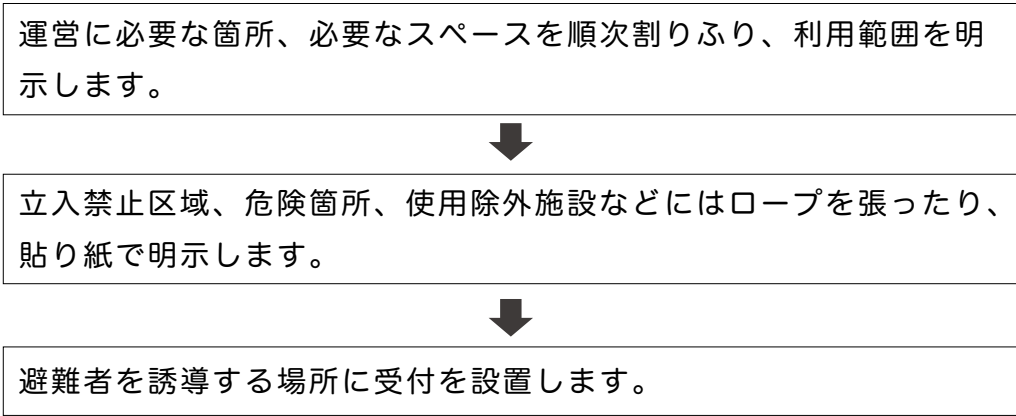 運営に必要な箇所、必要なスペースを順次割りふり、利用範囲を明
示します。
立入禁止区域、危険箇所、使用除外施設などにはロープを張ったり、
貼り紙で明示します。
避難者を誘導する場所に受付を設置します。